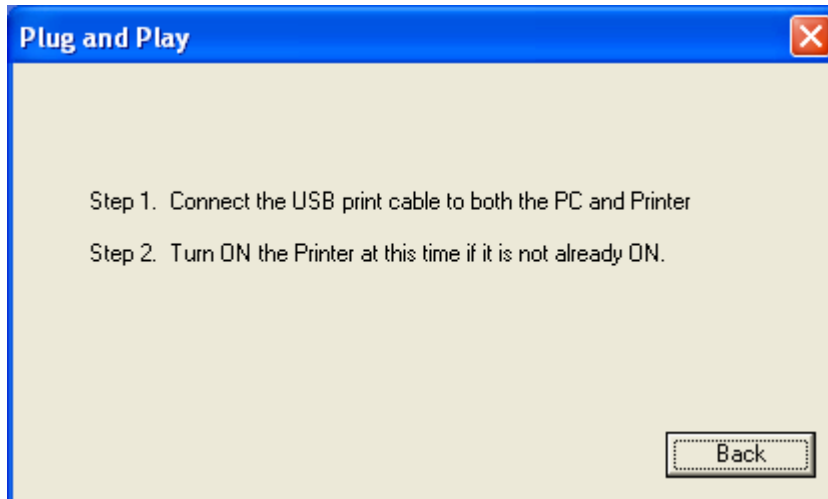 Plug and Play
Step 1. Connect the USB print cable to both the PC and Printer
Step 2. Turn ON the Printer at this time if it is not already ON.
Back